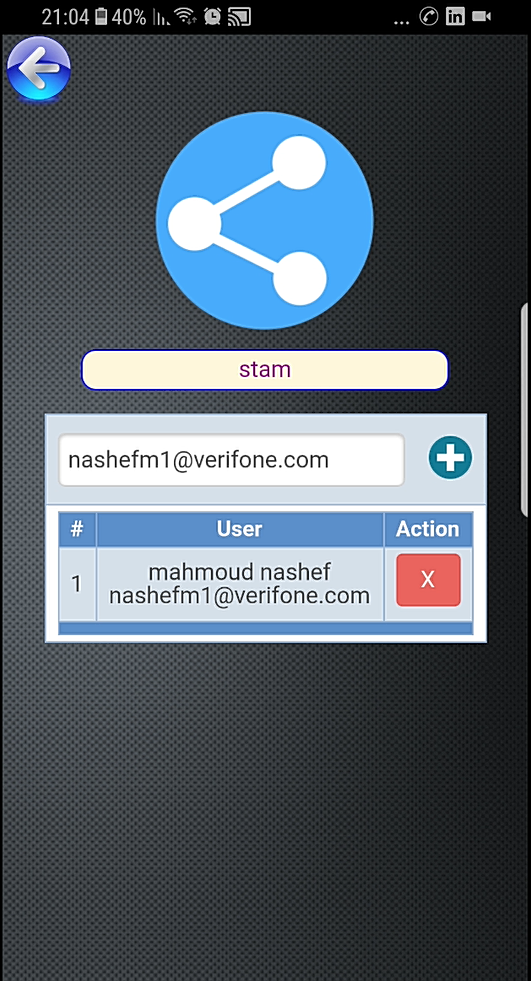 21:04 40% ...
stam
nashefm1@verifone.com
# User Action
1 mahmoud nashef X
nashefm1@verifone.com